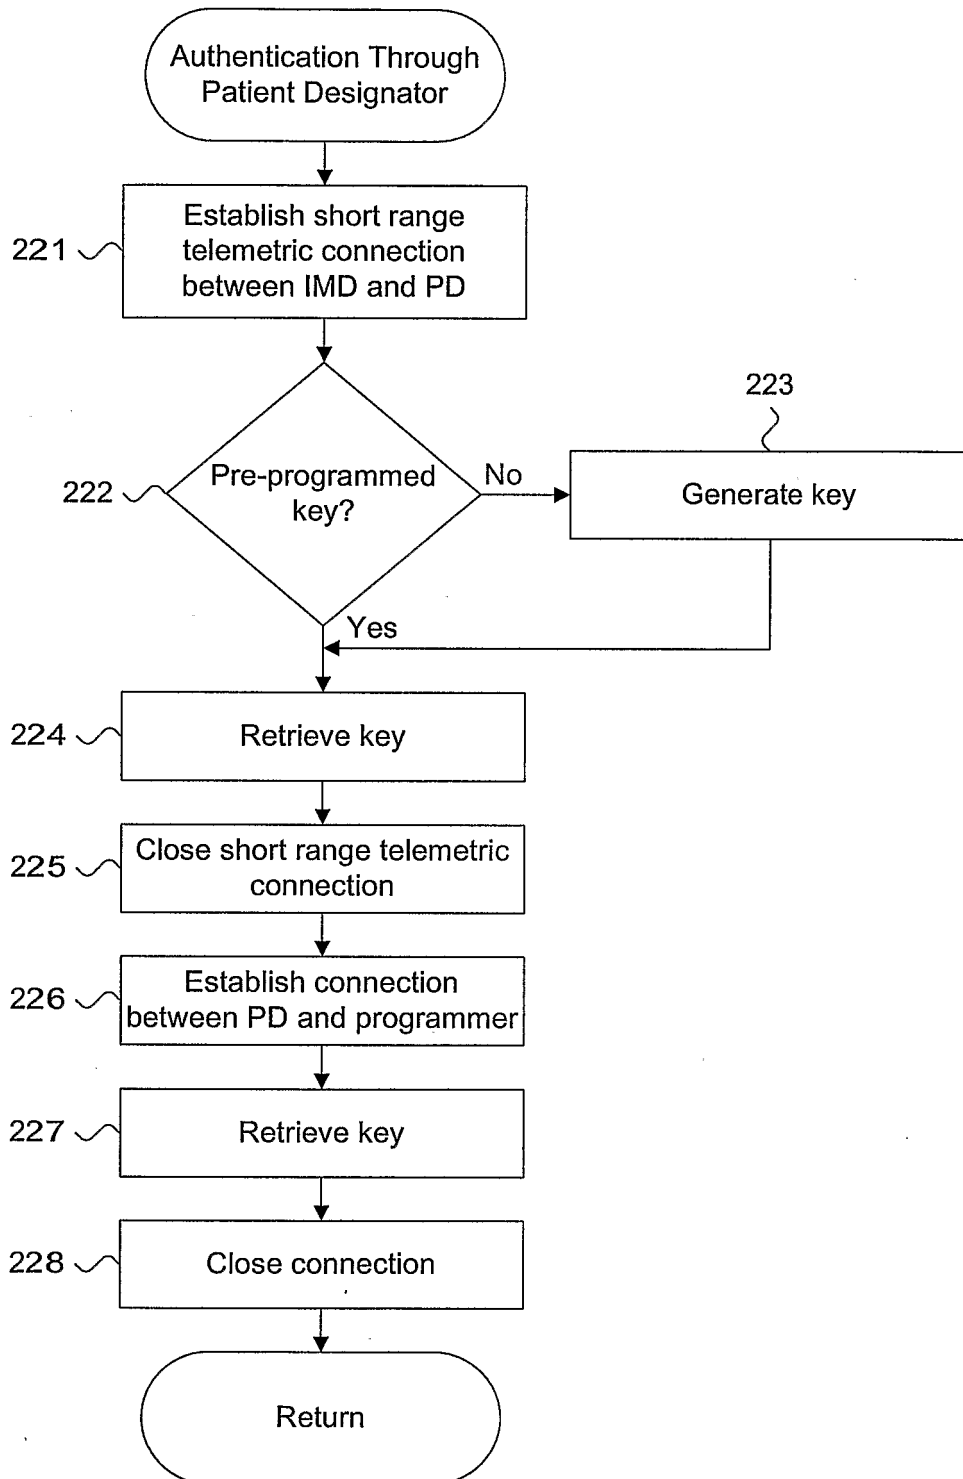 Authentication Through
Patient Designator
221
Establish short range
telemetric connection
between IMD and PD
222
Pre-programmed
key?
No
223
Generate key
Yes
224
Retrieve key
225
Close short range telemetric
connection
226
Establish connection
between PD and programmer
227
Retrieve key
228
Close connection
Return